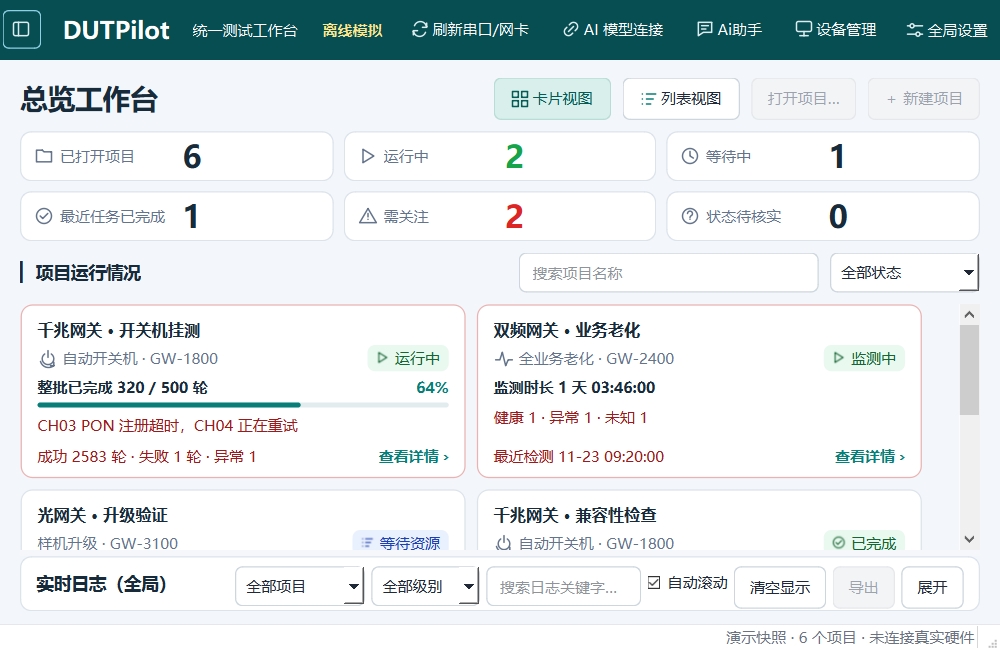 DUTPilot 统一测试工作台 离线模拟 刷新串口/网卡 AI 模型连接 Ai助手 设备管理 全局设置
总览工作台 卡片视图 列表视图 打开项目... + 新建项目
已打开项目 6 运行中 2 等待中 1
最近任务已完成 1 需关注 2 状态待核实 0
项目运行情况 搜索项目名称 全部状态
千兆网关 • 开关机挂测
自动开关机 · GW-1800 运行中
整批已完成 320 / 500 轮 64%
CH03 PON 注册超时，CH04 正在重试
成功 2583 轮 · 失败 1 轮 · 异常 1 查看详情 ›
双频网关 • 业务老化
全业务老化 · GW-2400 监测中
监测时长 1 天 03:46:00
健康 1 · 异常 1 · 未知 1
最近检测 11-23 09:20:00 查看详情 ›
光网关 • 升级验证
样机升级 · GW-3100 等待资源
千兆网关 • 兼容性检查
自动开关机 · GW-1800 已完成
实时日志（全局） 全部项目 全部级别 搜索日志关键字... 自动滚动 清空显示 导出 展开
演示快照 · 6 个项目 · 未连接真实硬件